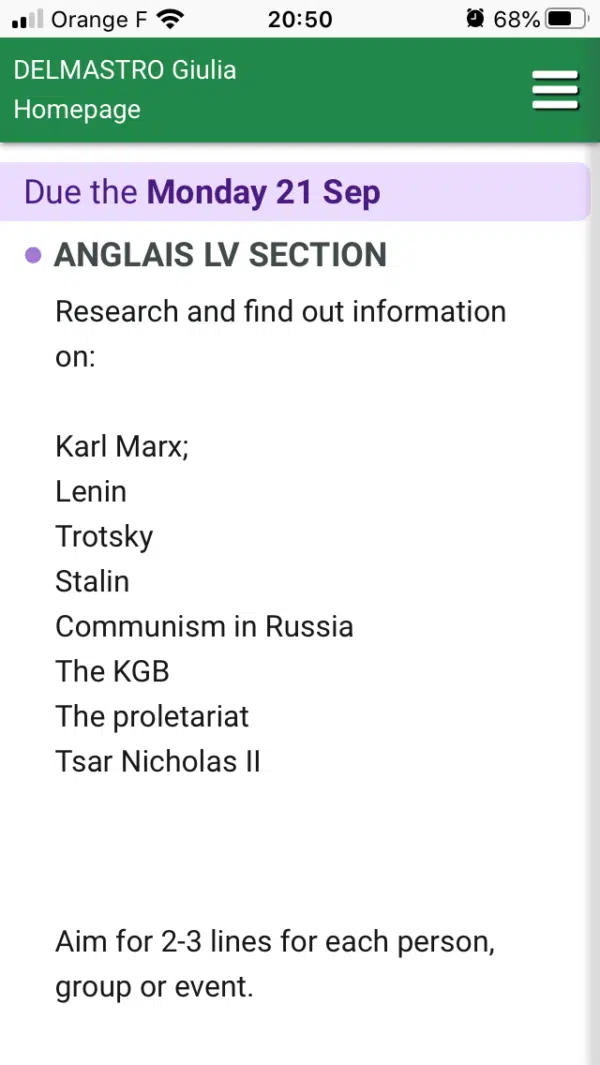 Orange F 20:50 68%
DELMASTRO Giulia
Homepage
Due the Monday 21 Sep
ANGLAIS LV SECTION
Research and find out information
on:
Karl Marx;
Lenin
Trotsky
Stalin
Communism in Russia
The KGB
The proletariat
Tsar Nicholas II
Aim for 2-3 lines for each person,
group or event.